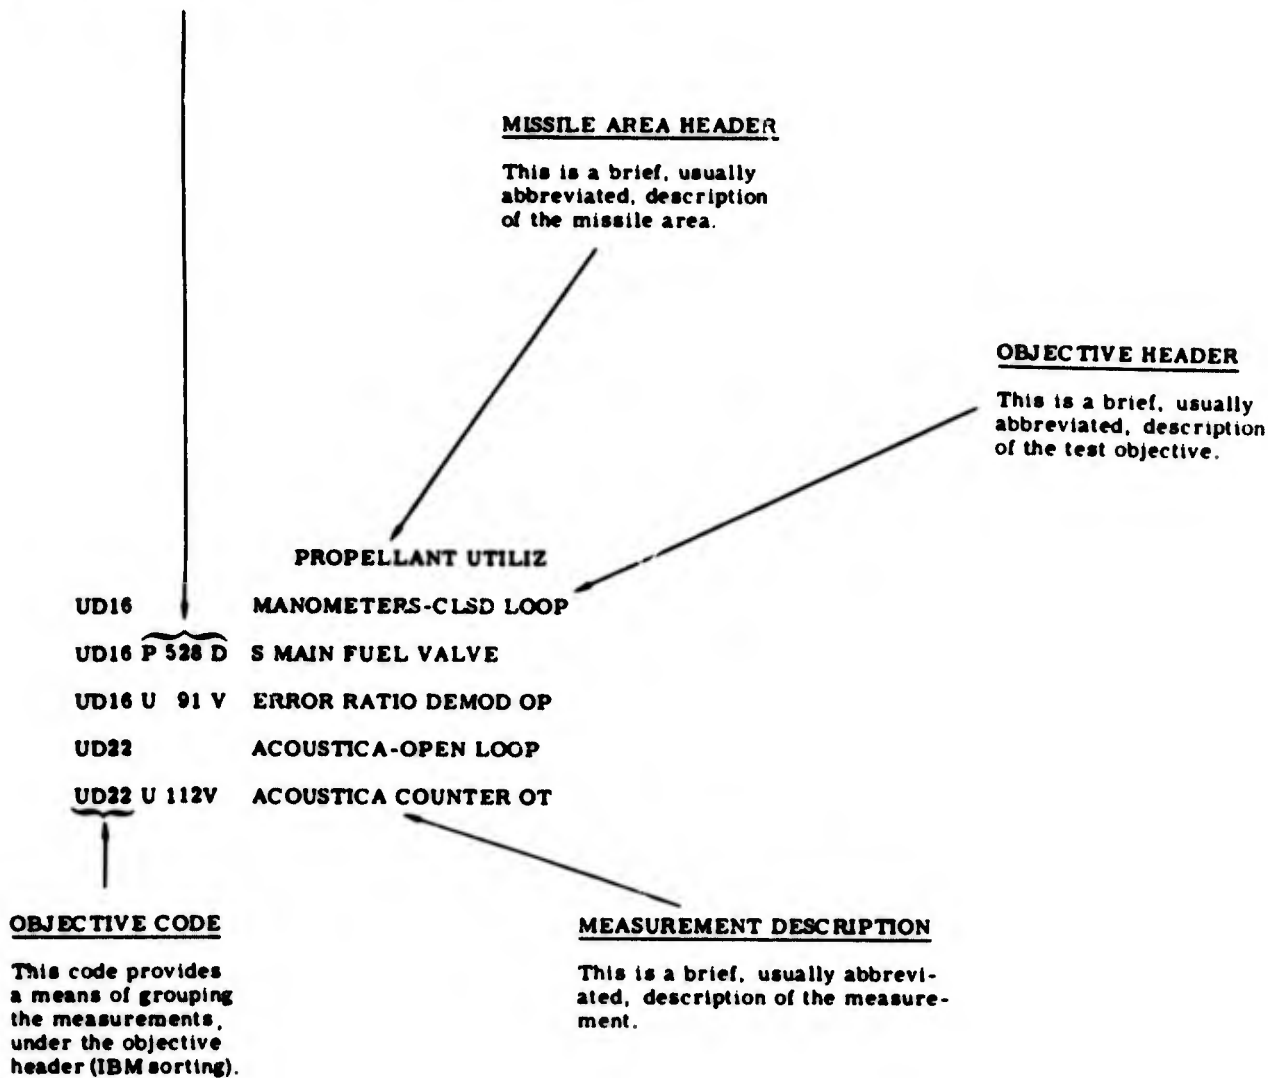 MISSILE AREA HEADER
This is a brief, usually
abbreviated, description
of the missile area.
OBJECTIVE HEADER
This is a brief, usually
abbreviated, description
of the test objective.
PROPELLANT UTILIZ
UD16 MANOMETERS-CLSD LOOP
UD16 P 528 D S MAIN FUEL VALVE
UD16 U 91 V ERROR RATIO DEMOD OP
UD22 ACOUSTICA-OPEN LOOP
UD22 U 112V ACOUSTICA COUNTER OT
OBJECTIVE CODE
This code provides
a means of grouping
the measurements,
under the objective
header (IBM sorting).
MEASUREMENT DESCRIPTION
This is a brief, usually abbrevi-
ated, description of the measure-
ment.